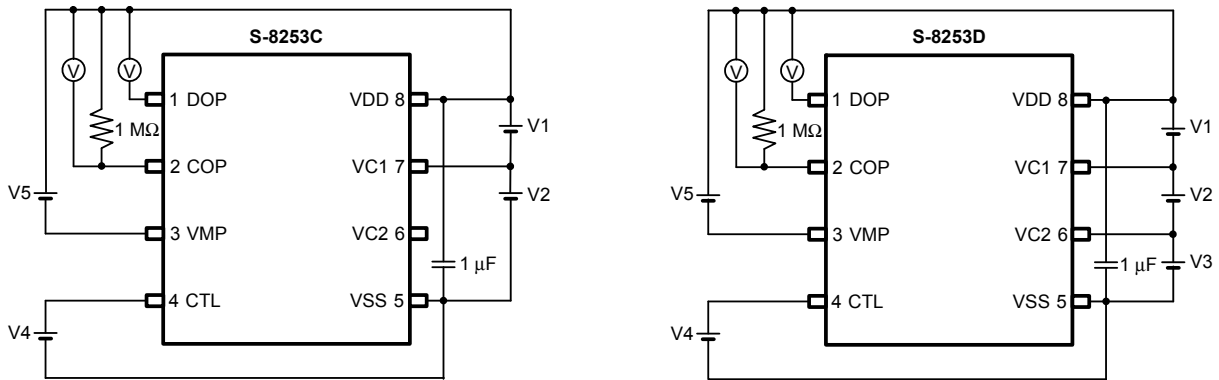 S-8253C
V
V
1 DOP
VDD 8
V1
1 MΩ
2 COP
VC1 7
V5
V2
3 VMP
VC2 6
1 μF
4 CTL
VSS 5
V4
S-8253D
V
V
1 DOP
VDD 8
V1
1 MΩ
2 COP
VC1 7
V5
V2
3 VMP
VC2 6
1 μF
V3
4 CTL
VSS 5
V4